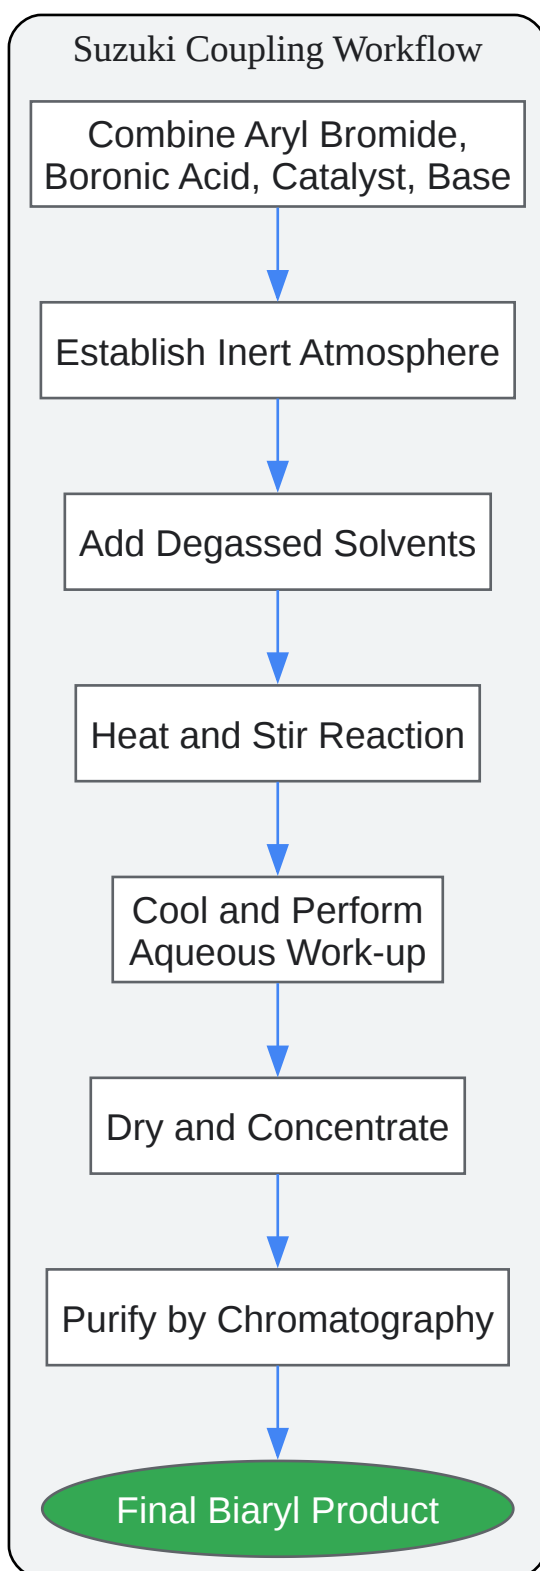 Suzuki Coupling Workflow
Combine Aryl Bromide,
Boronic Acid, Catalyst, Base
Establish Inert Atmosphere
Add Degassed Solvents
Heat and Stir Reaction
Cool and Perform
Aqueous Work-up
Dry and Concentrate
Purify by Chromatography
Final Biaryl Product